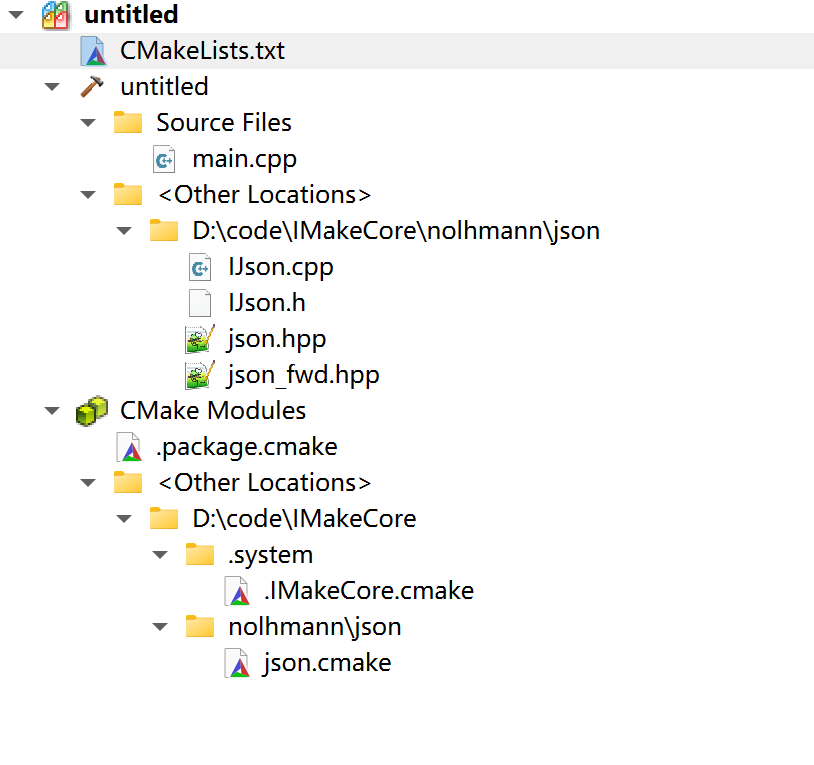 untitled
CMakeLists.txt
untitled
Source Files
main.cpp
<Other Locations>
D:\code\IMakeCore\nolhmann\json
IJson.cpp
IJson.h
json.hpp
json_fwd.hpp
CMake Modules
.package.cmake
<Other Locations>
D:\code\IMakeCore
.system
.IMakeCore.cmake
nolhmann\json
json.cmake